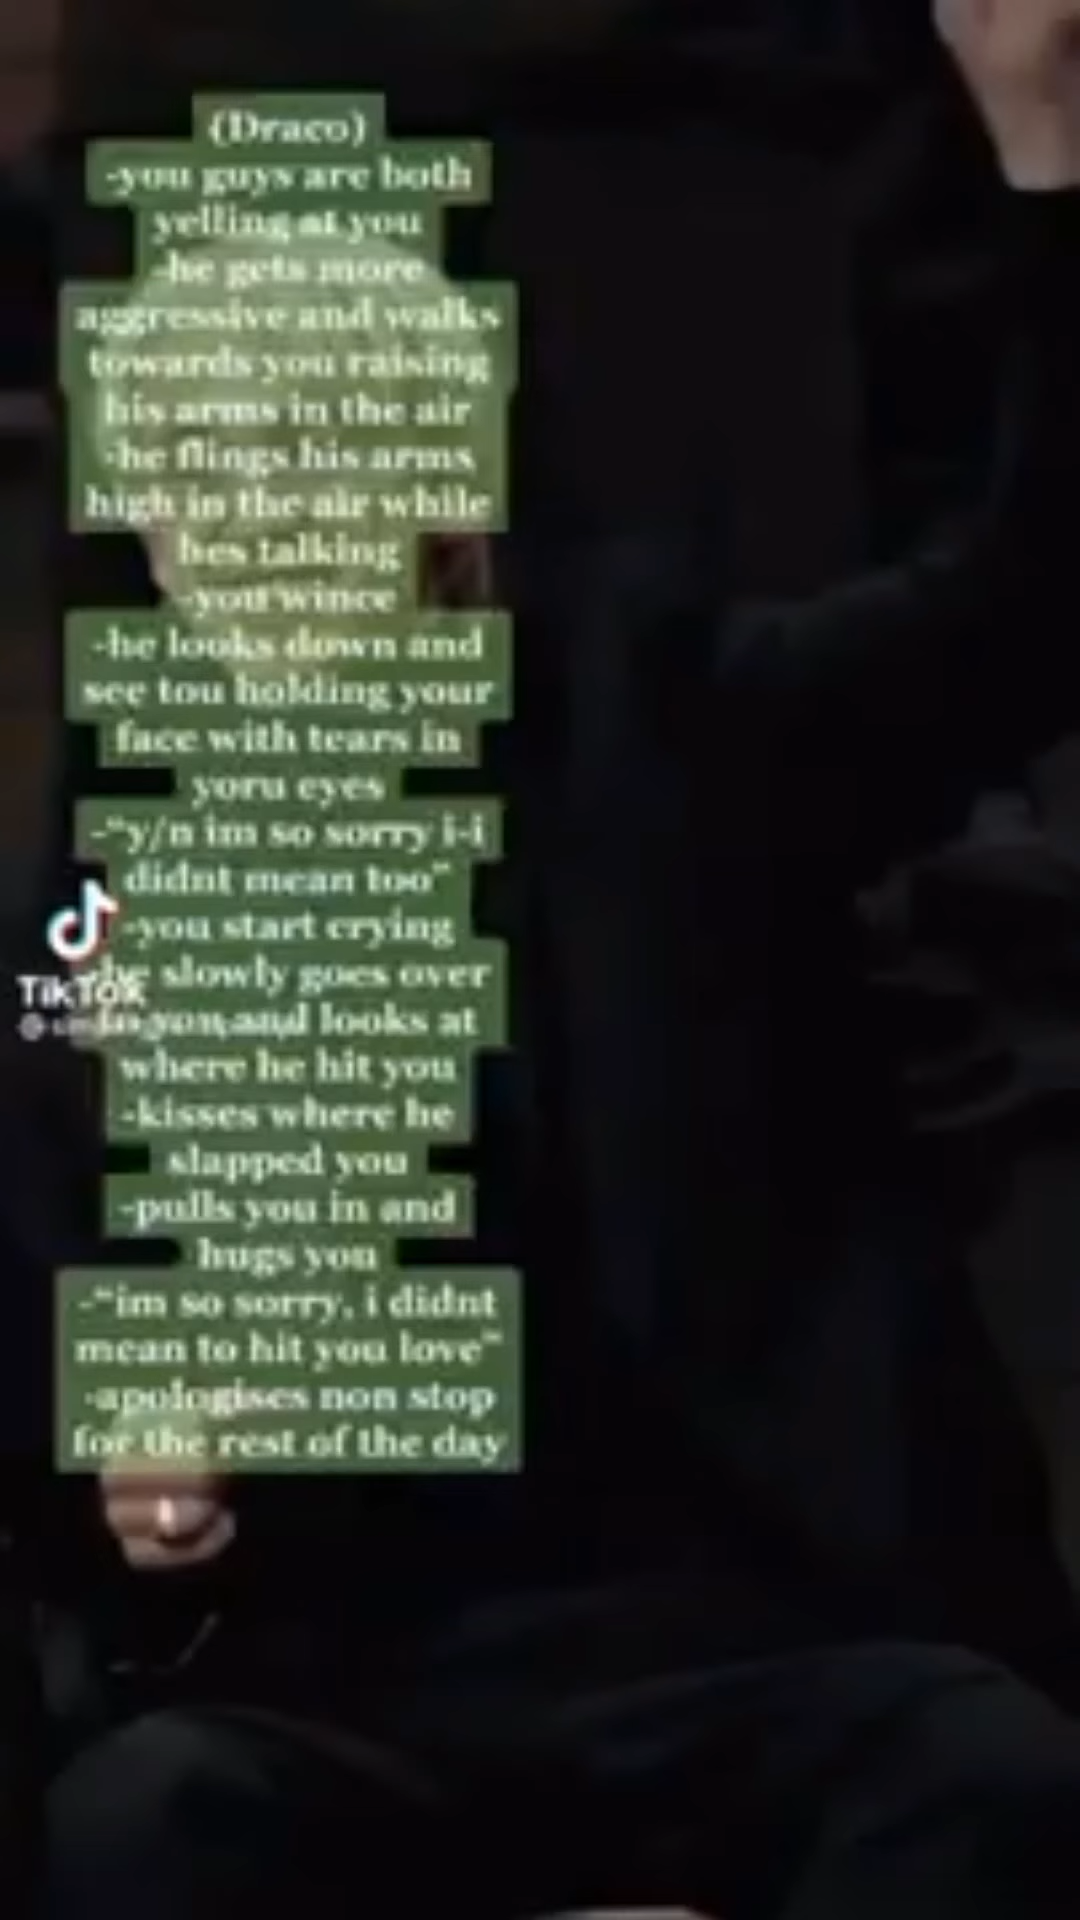 (Draco)
-you guys are both
yelling at you
-he gets more
aggressive and walks
towards you raising
his arms in the air
-he flings his arms
high in the air while
hes talking
-you wince
-he looks down and
see tou holding your
face with tears in
yoru eyes
-“y/n im so sorry i-i
didnt mean too”
-you start crying
-he slowly goes over
to you and looks at
where he hit you
-kisses where he
slapped you
-pulls you in and
hugs you
-“im so sorry, i didnt
mean to hit you love”
-apologises non stop
for the rest of the day
TikTok